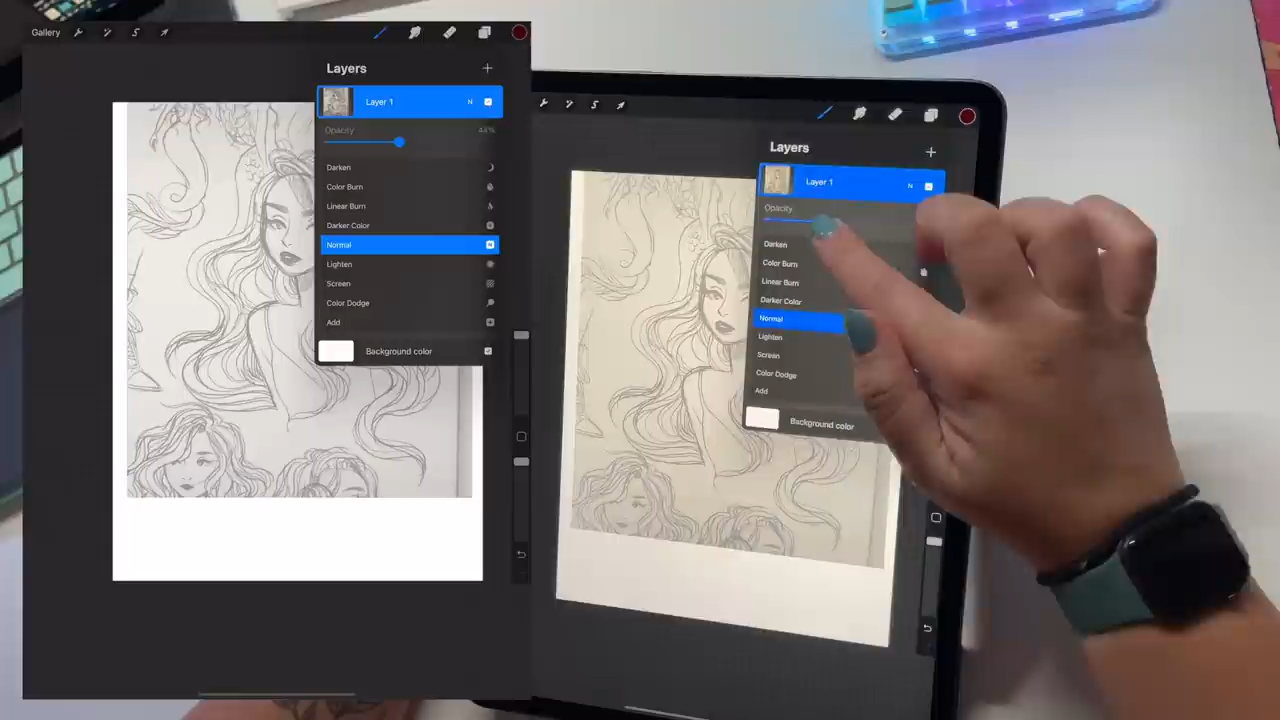 Gallery
Layers
Layer 1 N
Opacity
Darken
Color Burn
Linear Burn
Darker Color
Normal N
Lighten
Screen
Color Dodge
Add
Background color
Layers
Layer 1 N
Opacity
Darken
Color Burn
Linear Burn
Darker Color
Normal
Lighten
Screen
Color Dodge
Add
Background color